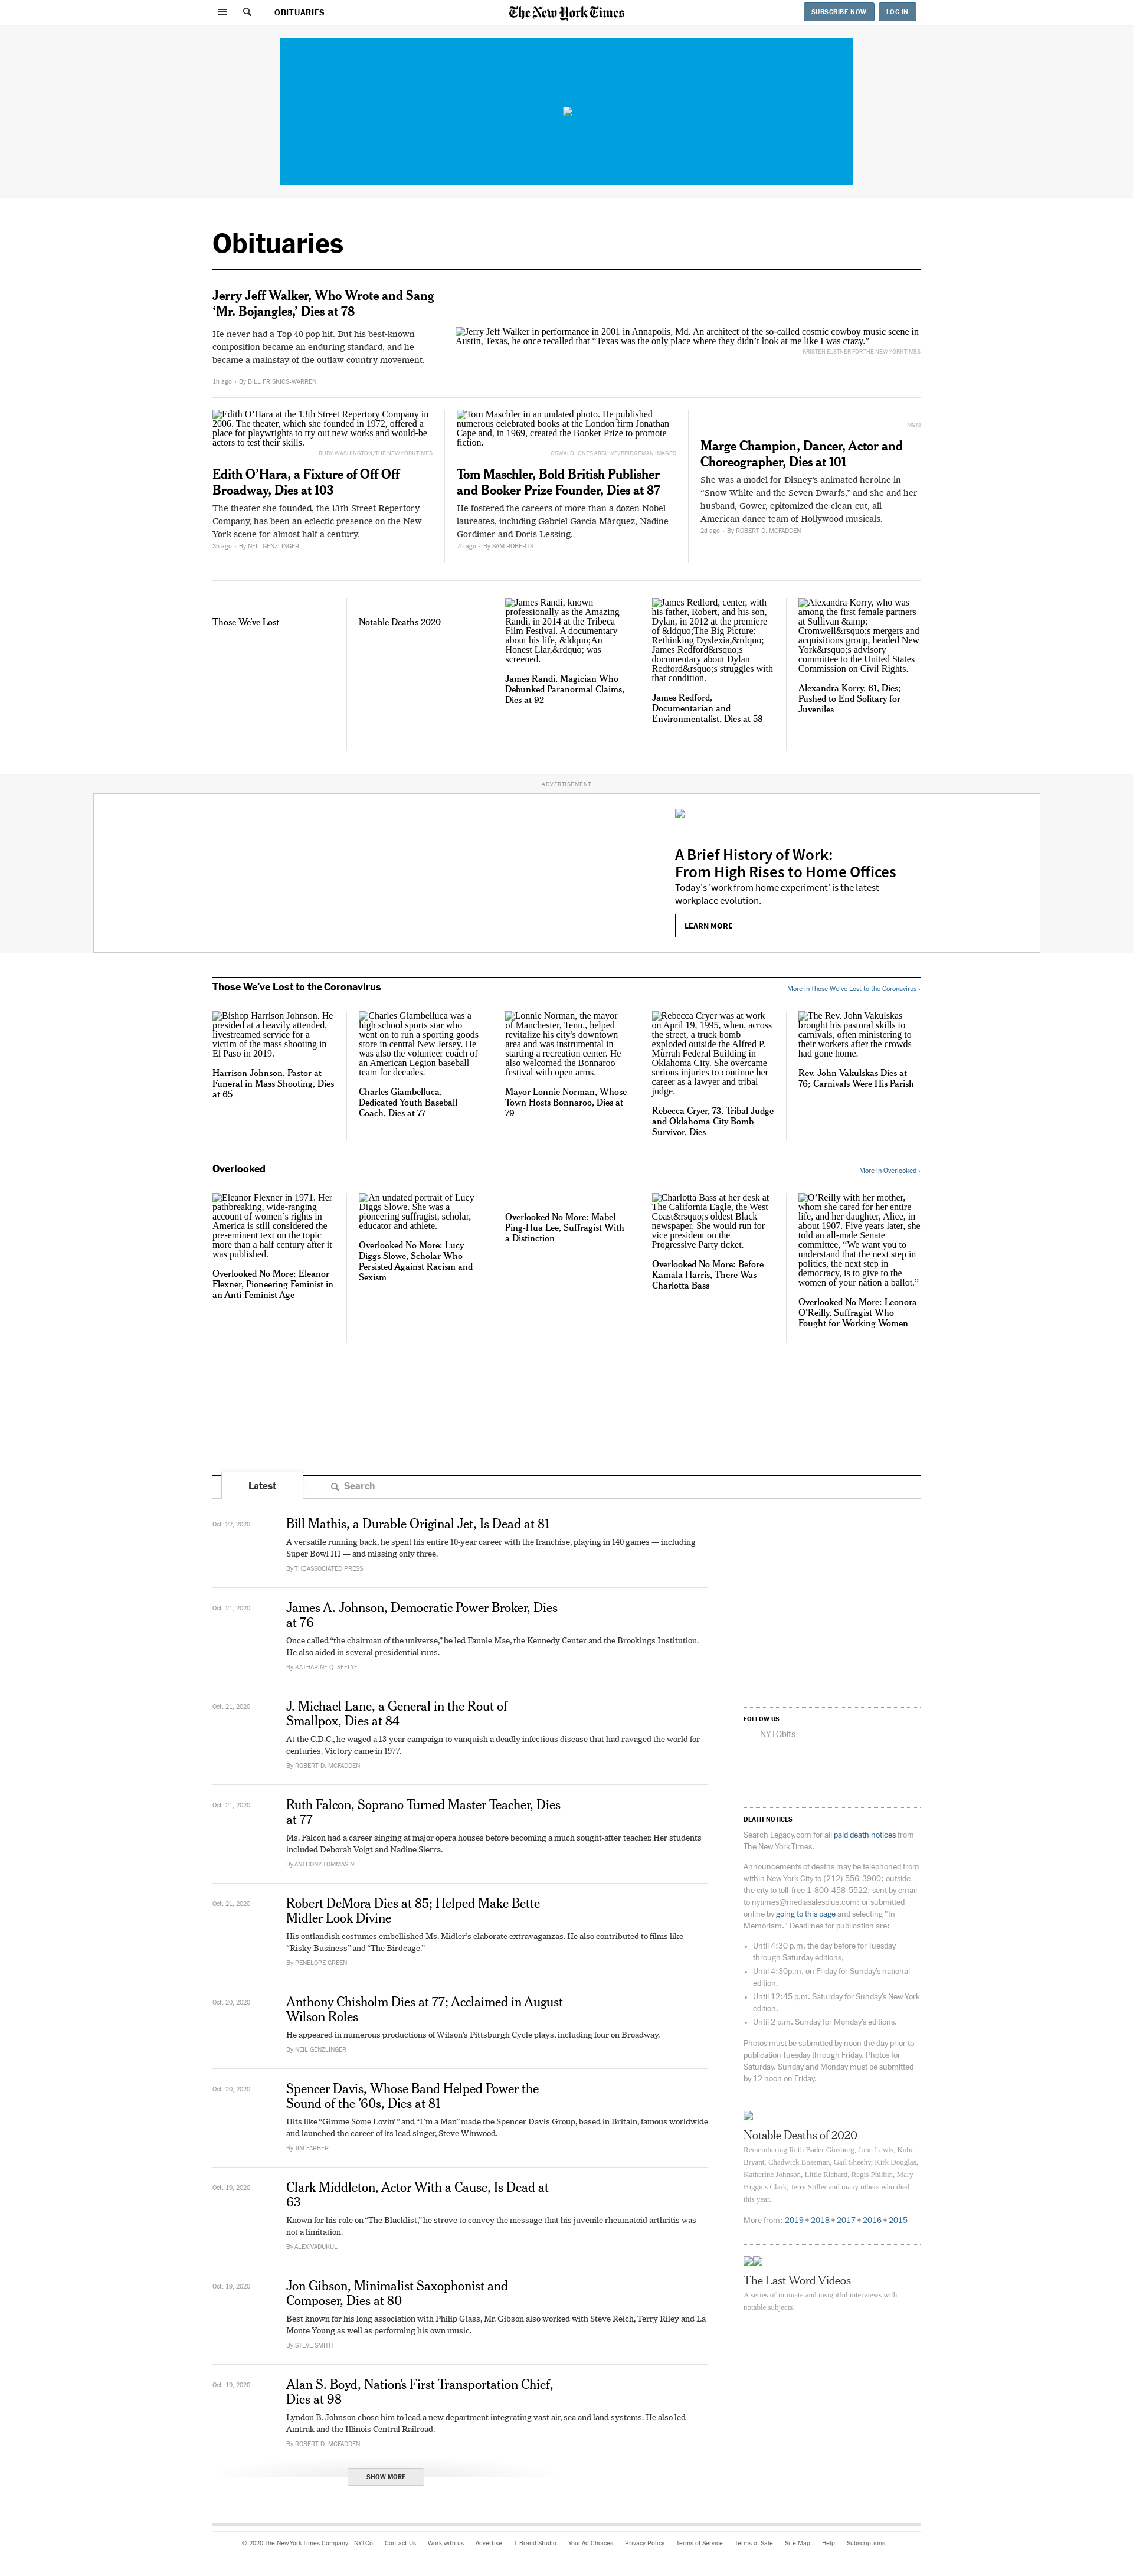 OBITUARIES
The New York Times
SUBSCRIBE NOW
LOG IN
Obituaries
Jerry Jeff Walker, Who Wrote and Sang
‘Mr. Bojangles,’ Dies at 78
He never had a Top 40 pop hit. But his best-known
composition became an enduring standard, and he
became a mainstay of the outlaw country movement.
1h ago • By BILL FRISKICS-WARREN
Jerry Jeff Walker in performance in 2001 in Annapolis, Md. An architect of the so-called cosmic cowboy music scene in
Austin, Texas, he once recalled that “Texas was the only place where they didn’t look at me like I was crazy.”
KRISTEN ELSTNER FOR THE NEW YORK TIMES
Edith O’Hara at the 13th Street Repertory Company in
2006. The theater, which she founded in 1972, offered a
place for playwrights to try out new works and would-be
actors to test their skills.
RUBY WASHINGTON/THE NEW YORK TIMES
Edith O’Hara, a Fixture of Off Off
Broadway, Dies at 103
The theater she founded, the 13th Street Repertory
Company, has been an eclectic presence on the New
York scene for almost half a century.
3h ago • By NEIL GENZLINGER
Tom Maschler in an undated photo. He published
numerous celebrated books at the London firm Jonathan
Cape and, in 1969, created the Booker Prize to promote
fiction.
OSWALD JONES ARCHIVE/BRIDGEMAN IMAGES
Tom Maschler, Bold British Publisher
and Booker Prize Founder, Dies at 87
He fostered the careers of more than a dozen Nobel
laureates, including Gabriel García Márquez, Nadine
Gordimer and Doris Lessing.
7h ago • By SAM ROBERTS
MGM
Marge Champion, Dancer, Actor and
Choreographer, Dies at 101
She was a model for Disney’s animated heroine in
“Snow White and the Seven Dwarfs,” and she and her
husband, Gower, epitomized the clean-cut, all-
American dance team of Hollywood musicals.
2d ago • By ROBERT D. MCFADDEN
Those We’ve Lost
Notable Deaths 2020
James Randi, known
professionally as the Amazing
Randi, in 2014 at the Tribeca
Film Festival. A documentary
about his life, &ldquo;An
Honest Liar,&rdquo; was
screened.
James Randi, Magician Who
Debunked Paranormal Claims,
Dies at 92
James Redford, center, with
his father, Robert, and his son,
Dylan, in 2012 at the premiere
of &ldquo;The Big Picture:
Rethinking Dyslexia,&rdquo;
James Redford&rsquo;s
documentary about Dylan
Redford&rsquo;s struggles with
that condition.
James Redford,
Documentarian and
Environmentalist, Dies at 58
Alexandra Korry, who was
among the first female partners
at Sullivan &amp;
Cromwell&rsquo;s mergers and
acquisitions group, headed New
York&rsquo;s advisory
committee to the United States
Commission on Civil Rights.
Alexandra Korry, 61, Dies;
Pushed to End Solitary for
Juveniles
ADVERTISEMENT
A Brief History of Work:
From High Rises to Home Offices
Today's 'work from home experiment' is the latest
workplace evolution.
LEARN MORE
Those We’ve Lost to the Coronavirus
More in Those We’ve Lost to the Coronavirus ›
Bishop Harrison Johnson. He
presided at a heavily attended,
livestreamed service for a
victim of the mass shooting in
El Paso in 2019.
Harrison Johnson, Pastor at
Funeral in Mass Shooting, Dies
at 65
Charles Giambelluca was a
high school sports star who
went on to run a sporting goods
store in central New Jersey. He
was also the volunteer coach of
an American Legion baseball
team for decades.
Charles Giambelluca,
Dedicated Youth Baseball
Coach, Dies at 77
Lonnie Norman, the mayor
of Manchester, Tenn., helped
revitalize his city's downtown
area and was instrumental in
starting a recreation center. He
also welcomed the Bonnaroo
festival with open arms.
Mayor Lonnie Norman, Whose
Town Hosts Bonnaroo, Dies at
79
Rebecca Cryer was at work
on April 19, 1995, when, across
the street, a truck bomb
exploded outside the Alfred P.
Murrah Federal Building in
Oklahoma City. She overcame
serious injuries to continue her
career as a lawyer and tribal
judge.
Rebecca Cryer, 73, Tribal Judge
and Oklahoma City Bomb
Survivor, Dies
The Rev. John Vakulskas
brought his pastoral skills to
carnivals, often ministering to
their workers after the crowds
had gone home.
Rev. John Vakulskas Dies at
76; Carnivals Were His Parish
Overlooked
More in Overlooked ›
Eleanor Flexner in 1971. Her
pathbreaking, wide-ranging
account of women’s rights in
America is still considered the
pre-eminent text on the topic
more than a half century after it
was published.
Overlooked No More: Eleanor
Flexner, Pioneering Feminist in
an Anti-Feminist Age
An undated portrait of Lucy
Diggs Slowe. She was a
pioneering suffragist, scholar,
educator and athlete.
Overlooked No More: Lucy
Diggs Slowe, Scholar Who
Persisted Against Racism and
Sexism
Overlooked No More: Mabel
Ping-Hua Lee, Suffragist With
a Distinction
Charlotta Bass at her desk at
The California Eagle, the West
Coast&rsquo;s oldest Black
newspaper. She would run for
vice president on the
Progressive Party ticket.
Overlooked No More: Before
Kamala Harris, There Was
Charlotta Bass
O’Reilly with her mother,
whom she cared for her entire
life, and her daughter, Alice, in
about 1907. Five years later, she
told an all-male Senate
committee, “We want you to
understand that the next step in
politics, the next step in
democracy, is to give to the
women of your nation a ballot.”
Overlooked No More: Leonora
O’Reilly, Suffragist Who
Fought for Working Women
Latest
Search
Oct. 22, 2020
Bill Mathis, a Durable Original Jet, Is Dead at 81
A versatile running back, he spent his entire 10-year career with the franchise, playing in 140 games — including
Super Bowl III — and missing only three.
By THE ASSOCIATED PRESS
Oct. 21, 2020
James A. Johnson, Democratic Power Broker, Dies
at 76
Once called “the chairman of the universe,” he led Fannie Mae, the Kennedy Center and the Brookings Institution.
He also aided in several presidential runs.
By KATHARINE Q. SEELYE
Oct. 21, 2020
J. Michael Lane, a General in the Rout of
Smallpox, Dies at 84
At the C.D.C., he waged a 13-year campaign to vanquish a deadly infectious disease that had ravaged the world for
centuries. Victory came in 1977.
By ROBERT D. MCFADDEN
Oct. 21, 2020
Ruth Falcon, Soprano Turned Master Teacher, Dies
at 77
Ms. Falcon had a career singing at major opera houses before becoming a much sought-after teacher. Her students
included Deborah Voigt and Nadine Sierra.
By ANTHONY TOMMASINI
Oct. 21, 2020
Robert DeMora Dies at 85; Helped Make Bette
Midler Look Divine
His outlandish costumes embellished Ms. Midler’s elaborate extravaganzas. He also contributed to films like
“Risky Business” and “The Birdcage.”
By PENELOPE GREEN
Oct. 20, 2020
Anthony Chisholm Dies at 77; Acclaimed in August
Wilson Roles
He appeared in numerous productions of Wilson’s Pittsburgh Cycle plays, including four on Broadway.
By NEIL GENZLINGER
Oct. 20, 2020
Spencer Davis, Whose Band Helped Power the
Sound of the ’60s, Dies at 81
Hits like “Gimme Some Lovin’ ” and “I’m a Man” made the Spencer Davis Group, based in Britain, famous worldwide
and launched the career of its lead singer, Steve Winwood.
By JIM FARBER
Oct. 19, 2020
Clark Middleton, Actor With a Cause, Is Dead at
63
Known for his role on “The Blacklist,” he strove to convey the message that his juvenile rheumatoid arthritis was
not a limitation.
By ALEX VADUKUL
Oct. 19, 2020
Jon Gibson, Minimalist Saxophonist and
Composer, Dies at 80
Best known for his long association with Philip Glass, Mr. Gibson also worked with Steve Reich, Terry Riley and La
Monte Young as well as performing his own music.
By STEVE SMITH
Oct. 19, 2020
Alan S. Boyd, Nation’s First Transportation Chief,
Dies at 98
Lyndon B. Johnson chose him to lead a new department integrating vast air, sea and land systems. He also led
Amtrak and the Illinois Central Railroad.
By ROBERT D. MCFADDEN
SHOW MORE
FOLLOW US
NYTObits
DEATH NOTICES
Search Legacy.com for all paid death notices from
The New York Times.
Announcements of deaths may be telephoned from
within New York City to (212) 556-3900; outside
the city to toll-free 1-800-458-5522; sent by email
to nytimes@mediasalesplus.com; or submitted
online by going to this page and selecting "In
Memoriam." Deadlines for publication are:
• Until 4:30 p.m. the day before for Tuesday
through Saturday editions.
• Until 4:30p.m. on Friday for Sunday’s national
edition.
• Until 12:45 p.m. Saturday for Sunday’s New York
edition.
• Until 2 p.m. Sunday for Monday’s editions.
Photos must be submitted by noon the day prior to
publication Tuesday through Friday. Photos for
Saturday, Sunday and Monday must be submitted
by 12 noon on Friday.
Notable Deaths of 2020
Remembering Ruth Bader Ginsburg, John Lewis, Kobe
Bryant, Chadwick Boseman, Gail Sheehy, Kirk Douglas,
Katherine Johnson, Little Richard, Regis Philbin, Mary
Higgins Clark, Jerry Stiller and many others who died
this year.
More from: 2019 • 2018 • 2017 • 2016 • 2015
The Last Word Videos
A series of intimate and insightful interviews with
notable subjects.
© 2020 The New York Times Company NYTCo Contact Us Work with us Advertise T Brand Studio Your Ad Choices Privacy Policy Terms of Service Terms of Sale Site Map Help Subscriptions